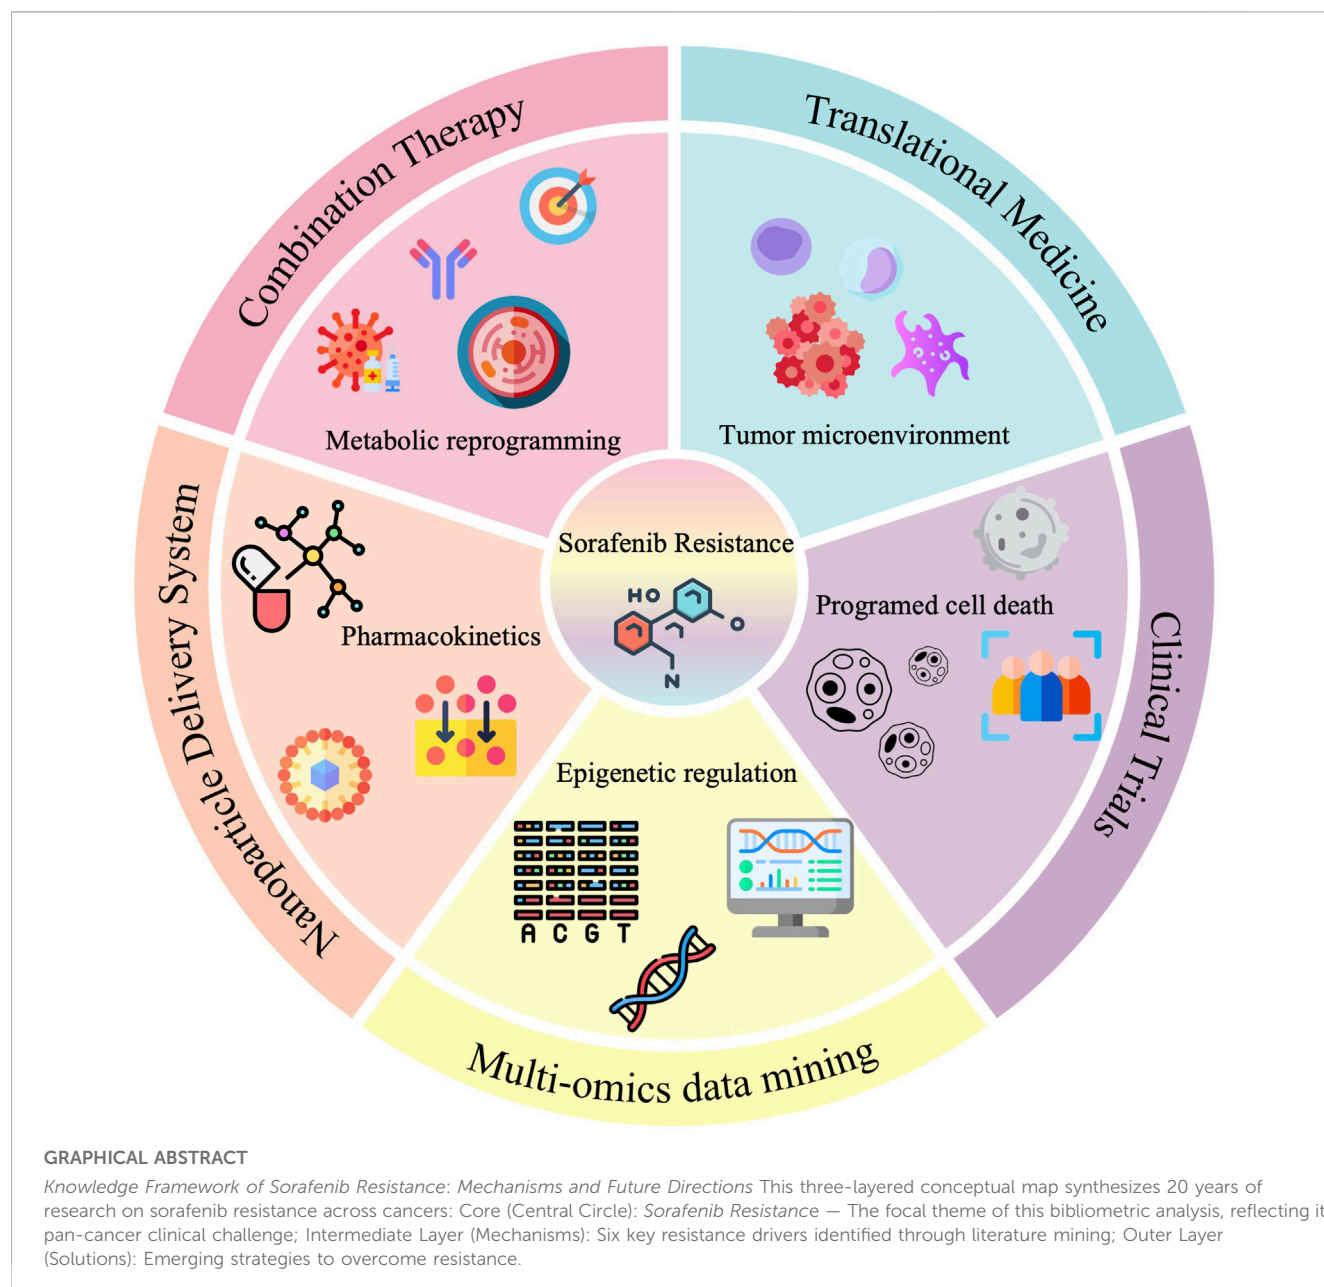 Combination Therapy
Translational Medicine
Metabolic reprogramming
Tumor microenvironment
Nanoparticle Delivery System
Pharmacokinetics
Sorafenib Resistance
HO
O
N
Programed cell death
Clinical Trials
Epigenetic regulation
A C G T
Multi-omics data mining
GRAPHICAL ABSTRACT
Knowledge Framework of Sorafenib Resistance: Mechanisms and Future Directions This three-layered conceptual map synthesizes 20 years of
research on sorafenib resistance across cancers: Core (Central Circle): Sorafenib Resistance — The focal theme of this bibliometric analysis, reflecting it
pan-cancer clinical challenge; Intermediate Layer (Mechanisms): Six key resistance drivers identified through literature mining; Outer Layer
(Solutions): Emerging strategies to overcome resistance.